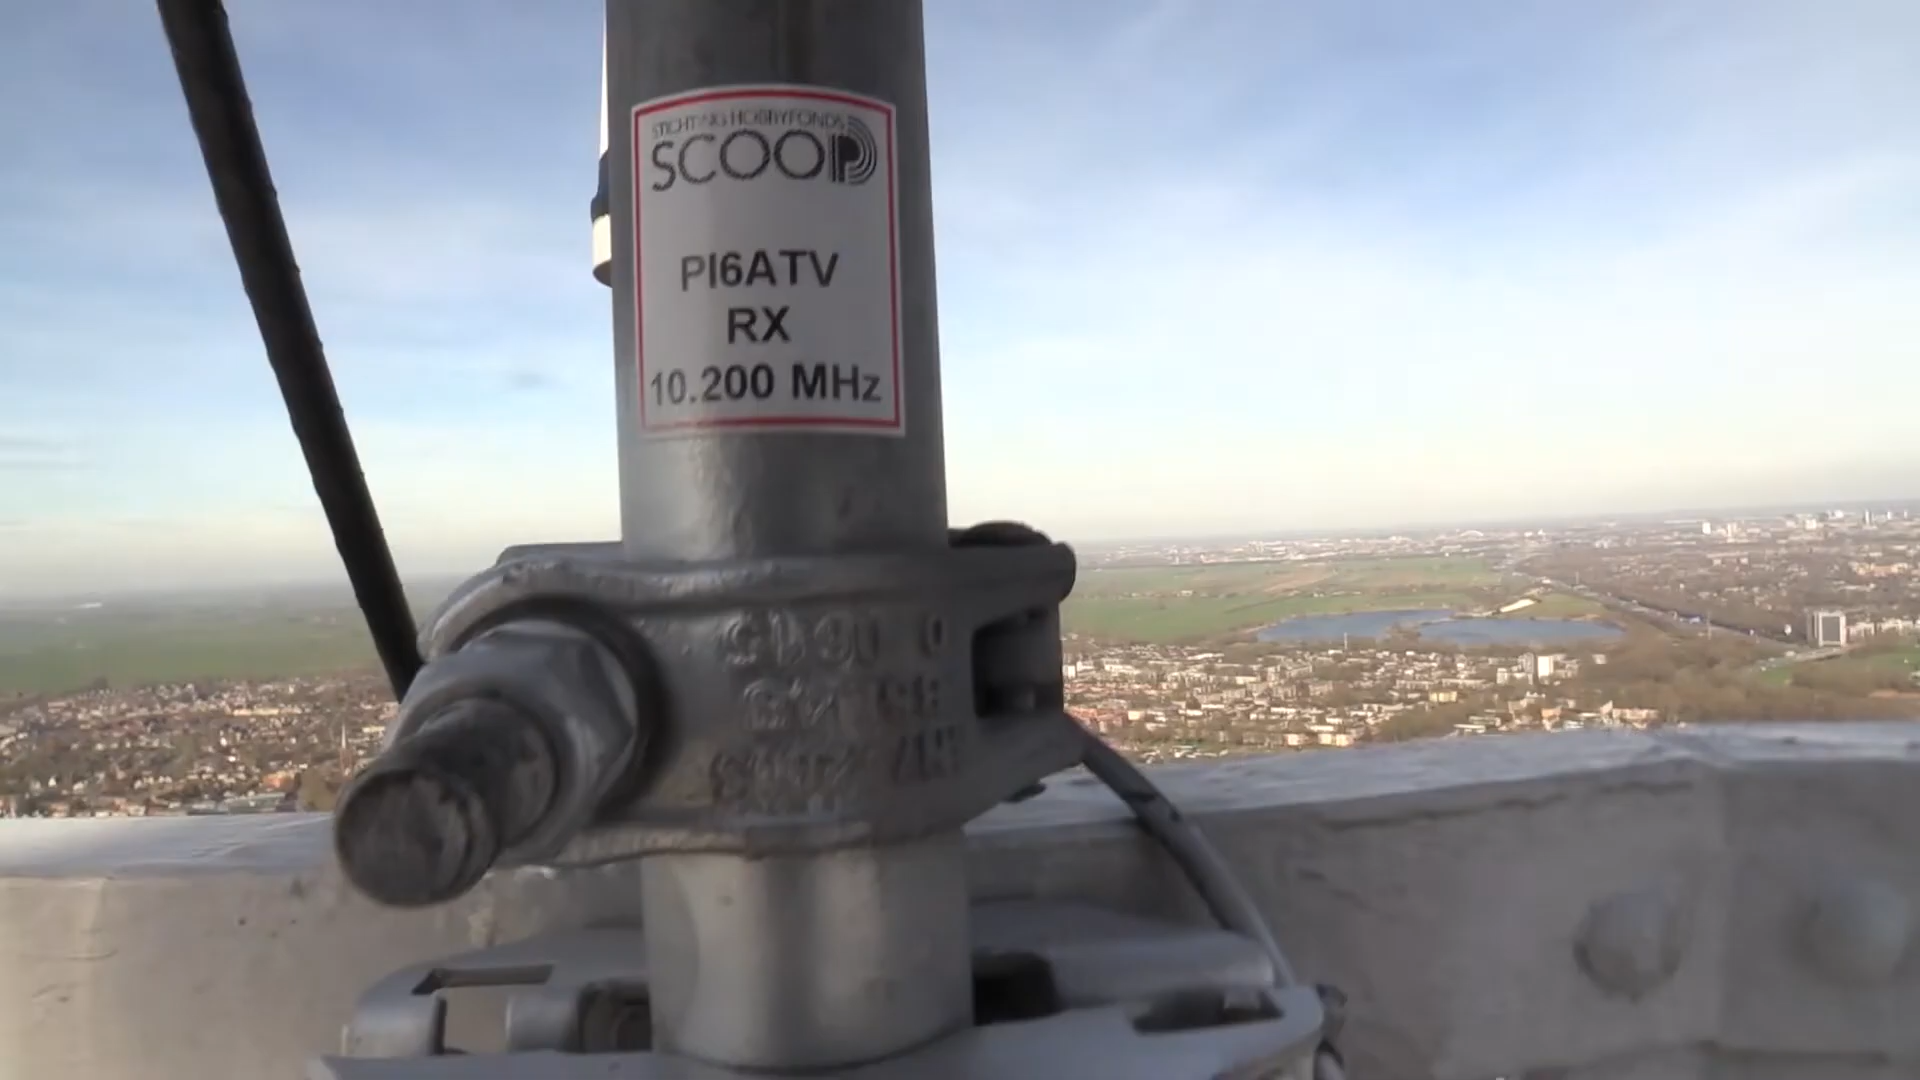 STICHTING HOBBYFONDS
SCOOP
PI6ATV
RX
10.200 MHz